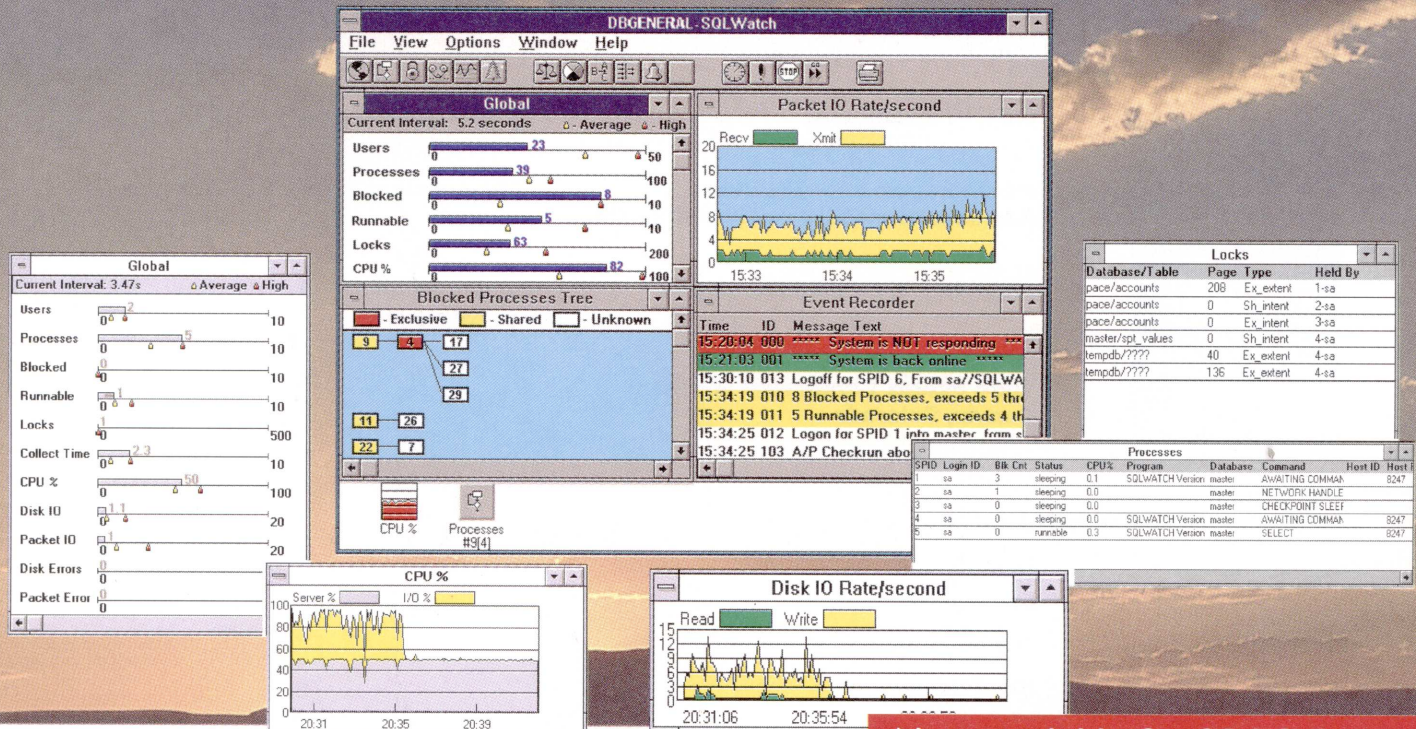 DBGENERAL - SQLWatch
File View Options Window Help
STOP
GO
Global
Current Interval: 5.2 seconds - Average - High
Users 23 0 50
Processes 39 0 100
Blocked 8 0 10
Runnable 5 0 10
Locks 63 0 200
CPU % 82 0 100
Packet IO Rate/second
Recv Xmit
20
16
12
8
4
0
15:33 15:34 15:35
Blocked Processes Tree
- Exclusive - Shared - Unknown
9 4 17
27
29
11 26
22 7
Event Recorder
Time ID Message Text
15:20:04 000 ***** System is NOT responding ***
15:21:03 001 ***** System is back online *****
15:30:10 013 Logoff for SPID 6, From sa//SQLWA
15:34:19 010 8 Blocked Processes, exceeds 5 thre
15:34:19 011 5 Runnable Processes, exceeds 4 th
15:34:25 012 Logon for SPID 1 into master, from s
15:34:25 103 A/P Checkrun abo
CPU %
Processes
#9[4]
Global
Current Interval: 3.47s Average High
Users 2 0 10
Processes 5 0 10
Blocked 0 0 10
Runnable 1 0 10
Locks 1 0 500
Collect Time 2.3 0 10
CPU % 50 0 100
Disk IO 1.1 0 20
Packet IO 1 0 20
Disk Errors 0 0
Packet Error 0 0
Locks
Database/Table Page Type Held By
pace/accounts 208 Ex_extent 1-sa
pace/accounts 0 Sh_intent 2-sa
pace/accounts 0 Ex_intent 3-sa
master/spt_values 0 Sh_intent 4-sa
tempdb/???? 40 Ex_extent 4-sa
tempdb/???? 136 Ex_extent 4-sa
Processes
SPID Login ID Blk Cnt Status CPU% Program Database Command Host ID Host
1 sa 3 sleeping 0.1 SQLWATCH Version master AWAITING COMMAN 8247
2 sa 1 sleeping 0.0 master NETWORK HANDLE
3 sa 0 sleeping 0.0 master CHECKPOINT SLEEF
4 sa 0 sleeping 0.0 SQLWATCH Version master AWAITING COMMAN 8247
5 sa 0 runnable 0.3 SQLWATCH Version master SELECT 8247
CPU %
Server % I/O %
100
80
60
40
20
0
20:31 20:35 20:39
Disk IO Rate/second
Read Write
15
12
9
6
3
0
20:31:06 20:35:54